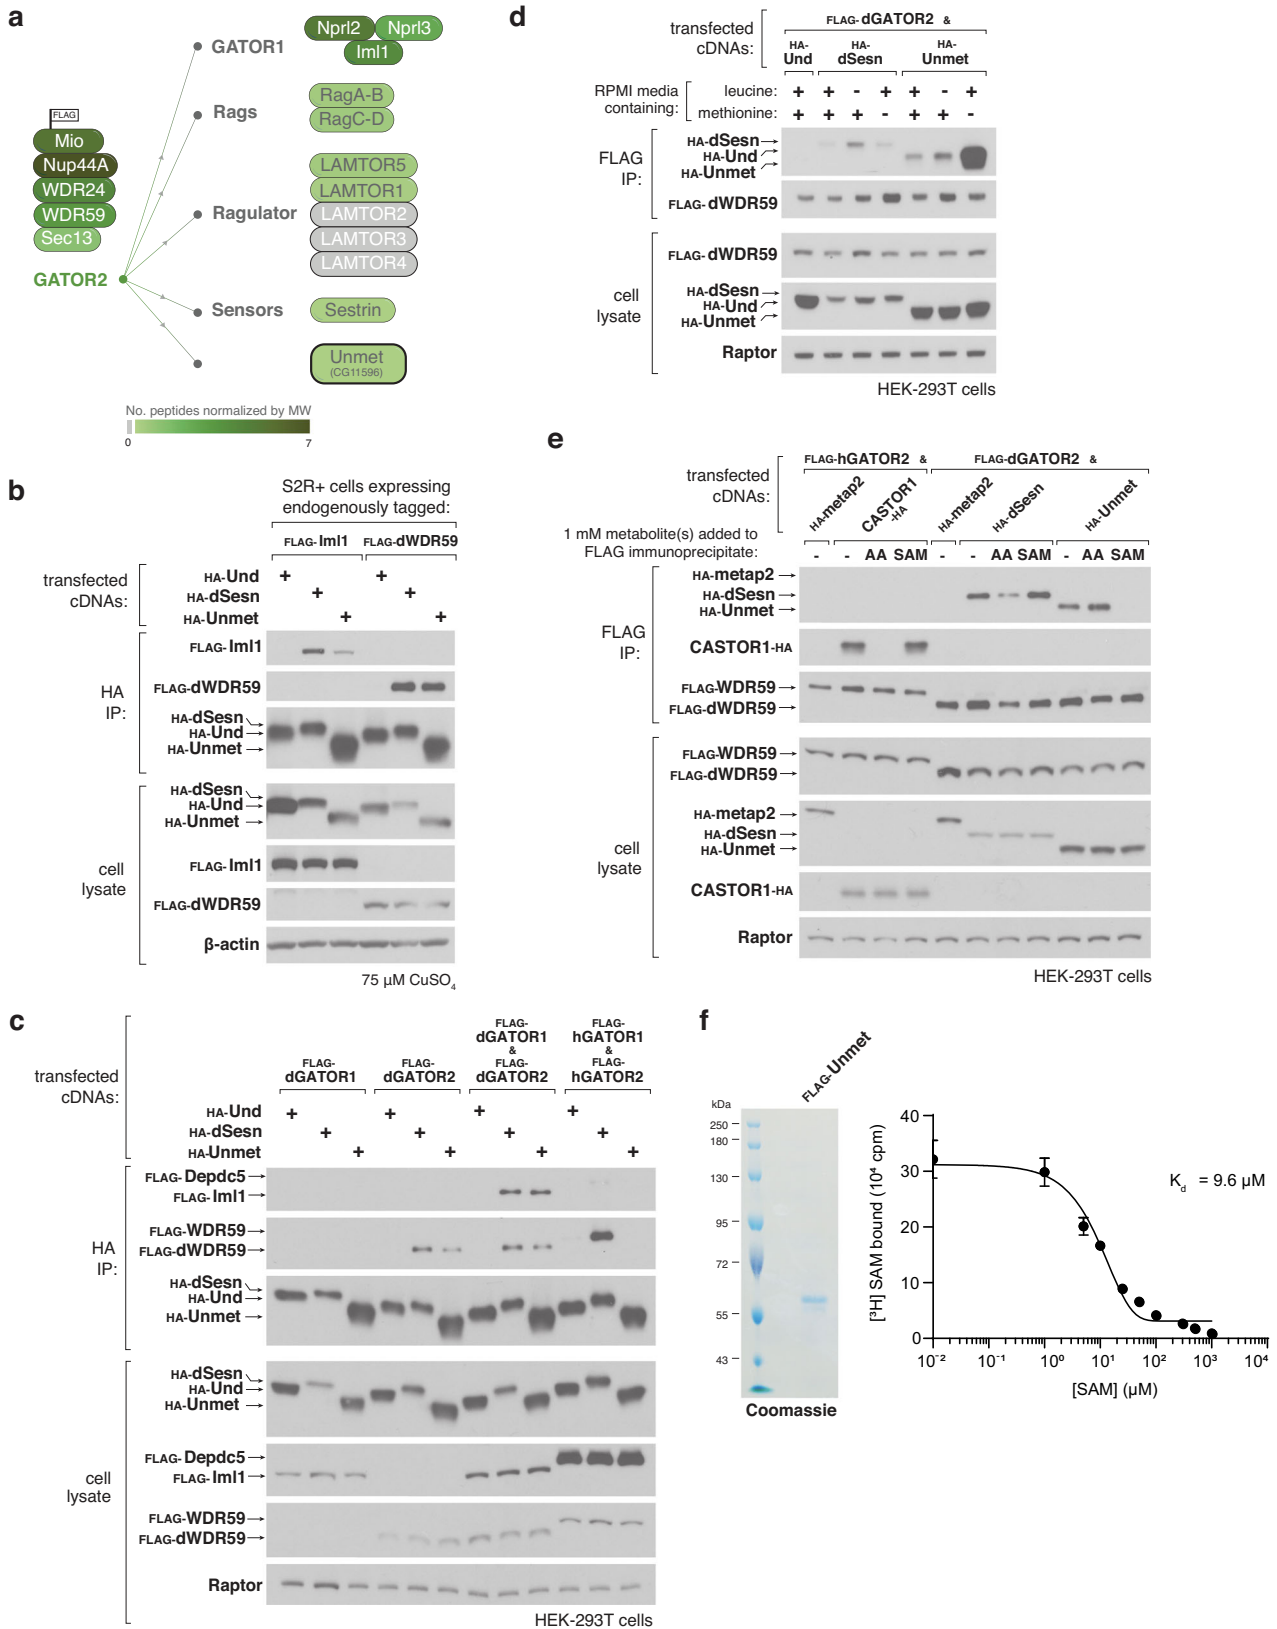 a
FLAG
Mio
Nup44A
WDR24
WDR59
Sec13
GATOR2
GATOR1
Nprl2 Nprl3
Iml1
Rags
RagA-B
RagC-D
Ragulator
LAMTOR5
LAMTOR1
LAMTOR2
LAMTOR3
LAMTOR4
Sensors
Sestrin
Unmet
(CG11596)
No. peptides normalized by MW
0 7
b
S2R+ cells expressing
endogenously tagged:
FLAG-Iml1 FLAG-dWDR59
transfected
cDNAs:
HA-Und + +
HA-dSesn + +
HA-Unmet + +
HA
IP:
FLAG-Iml1
FLAG-dWDR59
HA-dSesn
HA-Und
HA-Unmet
cell
lysate
HA-dSesn
HA-Und
HA-Unmet
FLAG-Iml1
FLAG-dWDR59
β-actin
75 µM CuSO4
c
transfected
cDNAs:
FLAG-
dGATOR1
FLAG-
dGATOR2
FLAG-
dGATOR1
&
FLAG-
dGATOR2
FLAG-
hGATOR1
&
FLAG-
hGATOR2
HA-Und + + + +
HA-dSesn + + + +
HA-Unmet + + + +
HA
IP:
FLAG-Depdc5
FLAG-Iml1
FLAG-WDR59
FLAG-dWDR59
HA-dSesn
HA-Und
HA-Unmet
cell
lysate
HA-dSesn
HA-Und
HA-Unmet
FLAG-Depdc5
FLAG-Iml1
FLAG-WDR59
FLAG-dWDR59
Raptor
HEK-293T cells
d
transfected
cDNAs:
FLAG-dGATOR2 &
HA-
Und
HA-
dSesn
HA-
Unmet
RPMI media
containing:
leucine: + + - + + - +
methionine: + + + - + + -
FLAG
IP:
HA-dSesn
HA-Und
HA-Unmet
FLAG-dWDR59
cell
lysate
FLAG-dWDR59
HA-dSesn
HA-Und
HA-Unmet
Raptor
HEK-293T cells
e
transfected
cDNAs:
FLAG-hGATOR2 & FLAG-dGATOR2 &
HA-metap2
CASTOR1
-HA
HA-metap2
HA-dSesn
HA-Unmet
1 mM metabolite(s) added to
FLAG immunoprecipitate:
- - AA SAM - - AA SAM - AA SAM
FLAG
IP:
HA-metap2
HA-dSesn
HA-Unmet
CASTOR1-HA
FLAG-WDR59
FLAG-dWDR59
cell
lysate
FLAG-WDR59
FLAG-dWDR59
HA-metap2
HA-dSesn
HA-Unmet
CASTOR1-HA
Raptor
HEK-293T cells
f
FLAG-Unmet
kDa
250
180
130
95
72
55
43
Coomassie
[³H] SAM bound (10⁴ cpm)
40
30
20
10
0
10⁻² 10⁻¹ 10⁰ 10¹ 10² 10³ 10⁴
[SAM] (µM)
Kd = 9.6 µM